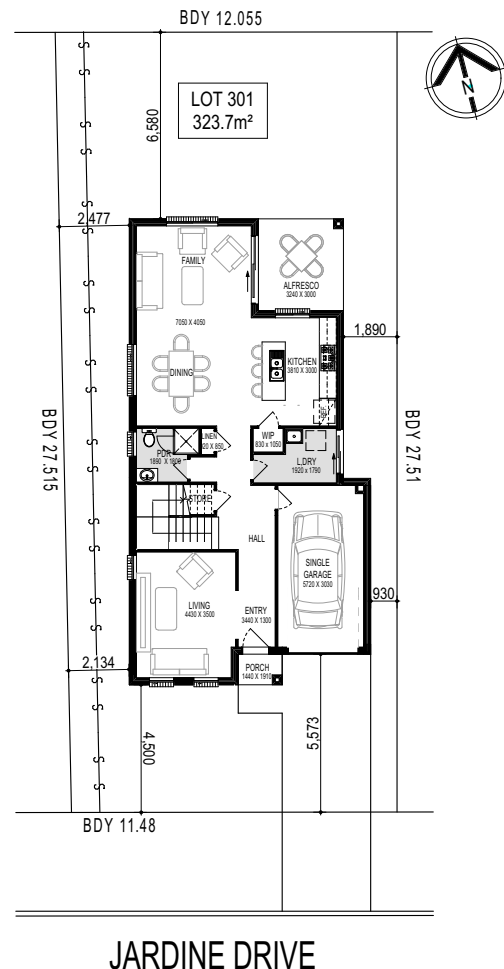 BDY 12.055
N
LOT 301
323.7m²
6,580
2,477
FAMILY
ALFRESCO
3240 X 3000
7050 X 4050
1,890
KITCHEN
3810 X 3000
DINING
BDY 27.515
BDY 27.51
LINEN
WIP
830 x 1050
PDR
1890 X 1800
L.DRY
1920 x 1790
STORE
HALL
SINGLE
GARAGE
5720 X 3030
LIVING
4430 X 3500
ENTRY
3440 X 1300
930
2,134
PORCH
1440 X 1910
4,500
5,573
BDY 11.48
JARDINE DRIVE